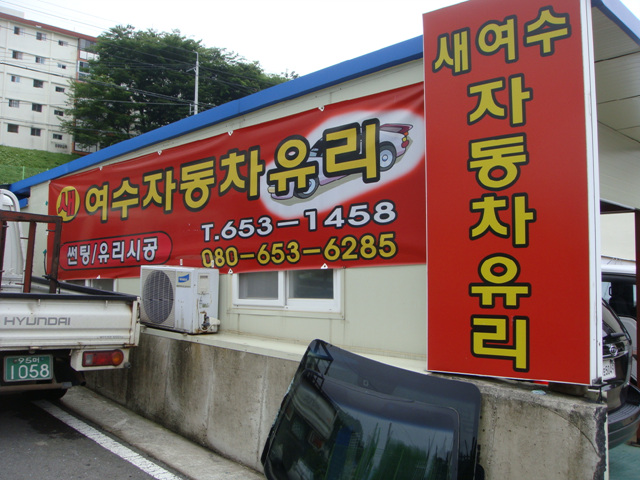 새 여수자동차유리
T.653-1458
썬팅/유리시공
080-653-6285
새여수
자
동
차
유
리
HYUNDAI
1058